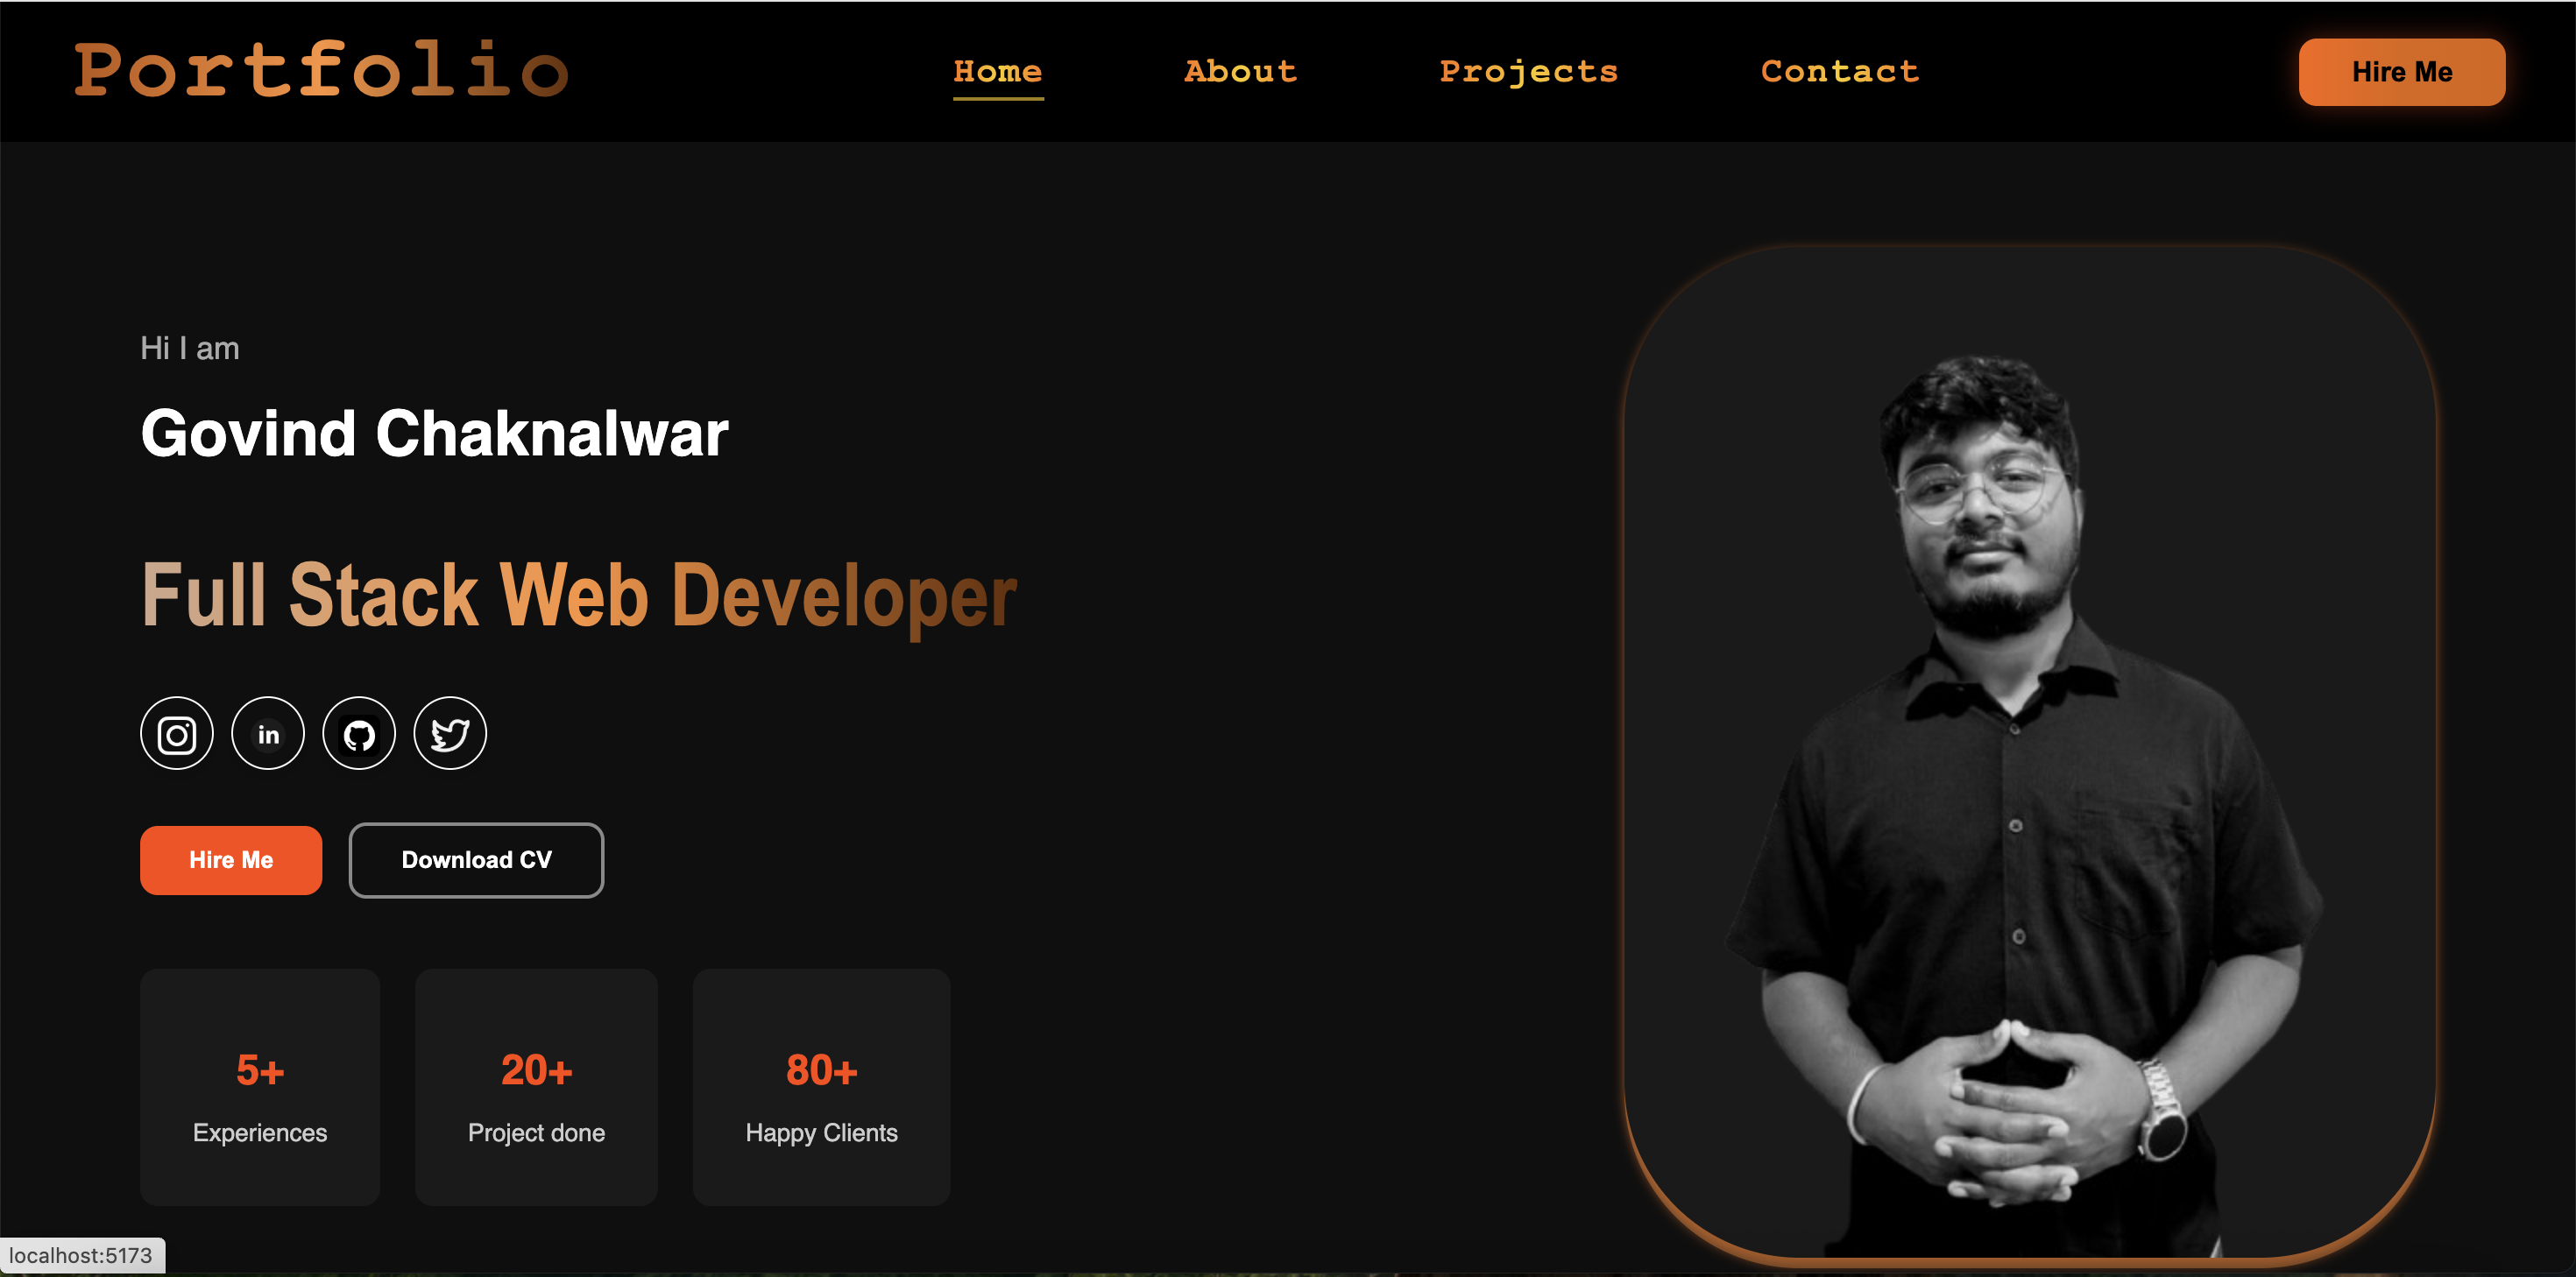 Portfolio
Home About Projects Contact
Hire Me
Hi I am
Govind Chaknalwar
Full Stack Web Developer
in
Hire Me
Download CV
5+
Experiences
20+
Project done
80+
Happy Clients
localhost:5173